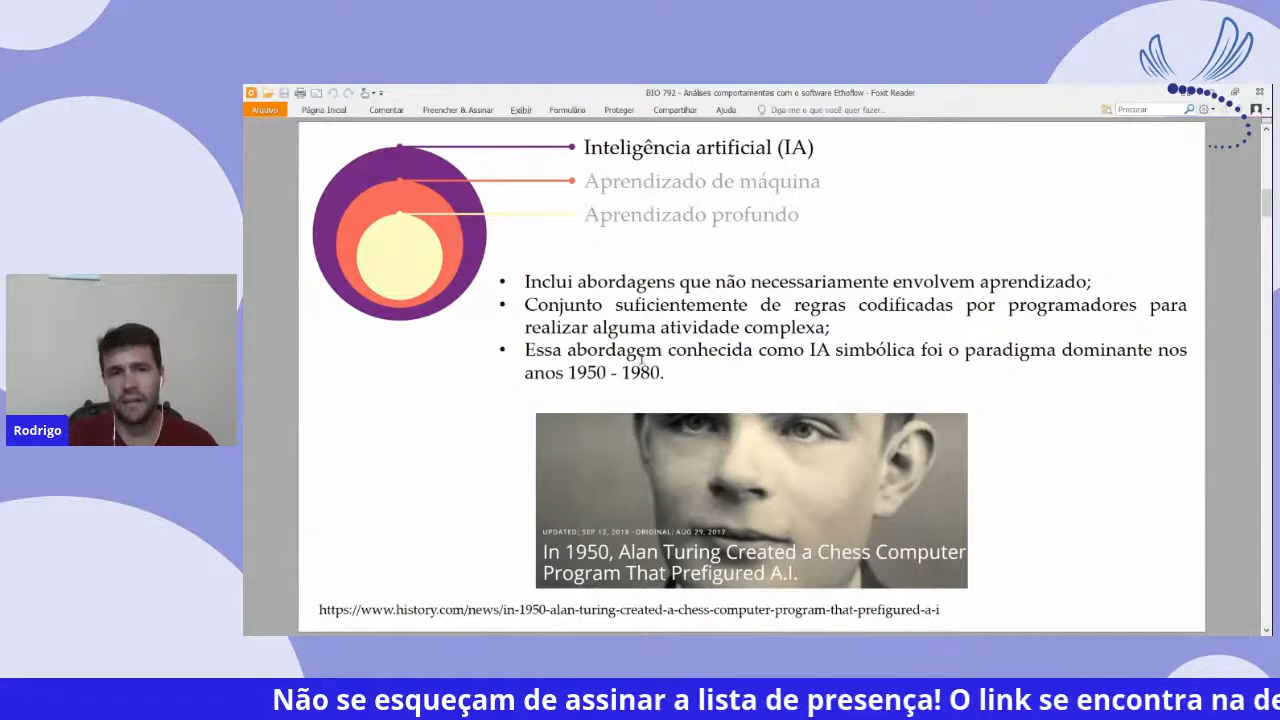 BIO 792 - Análises comportamentais com o software Ethoflow - Foxit Reader
Arquivo Página Inicial Comentar Preencher & Assinar Exibir Formulário Proteger Compartilhar Ajuda Diga-me o que você quer fazer... Procurar
Inteligência artificial (IA)
Aprendizado de máquina
Aprendizado profundo
• Inclui abordagens que não necessariamente envolvem aprendizado;
• Conjunto suficientemente de regras codificadas por programadores para
realizar alguma atividade complexa;
• Essa abordagem conhecida como IA simbólica foi o paradigma dominante nos
anos 1950 - 1980.
Rodrigo
UPDATED: SEP 12, 2018 · ORIGINAL: AUG 29, 2017
In 1950, Alan Turing Created a Chess Computer
Program That Prefigured A.I.
https://www.history.com/news/in-1950-alan-turing-created-a-chess-computer-program-that-prefigured-a-i
Não se esqueçam de assinar a lista de presença! O link se encontra na de